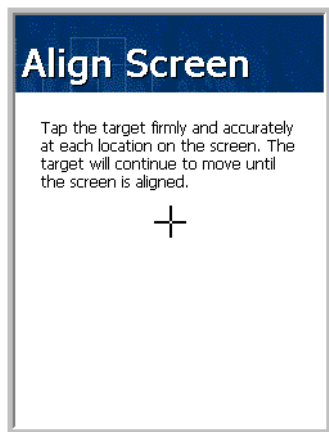 Align Screen
Tap the target firmly and accurately
at each location on the screen. The
target will continue to move until
the screen is aligned.